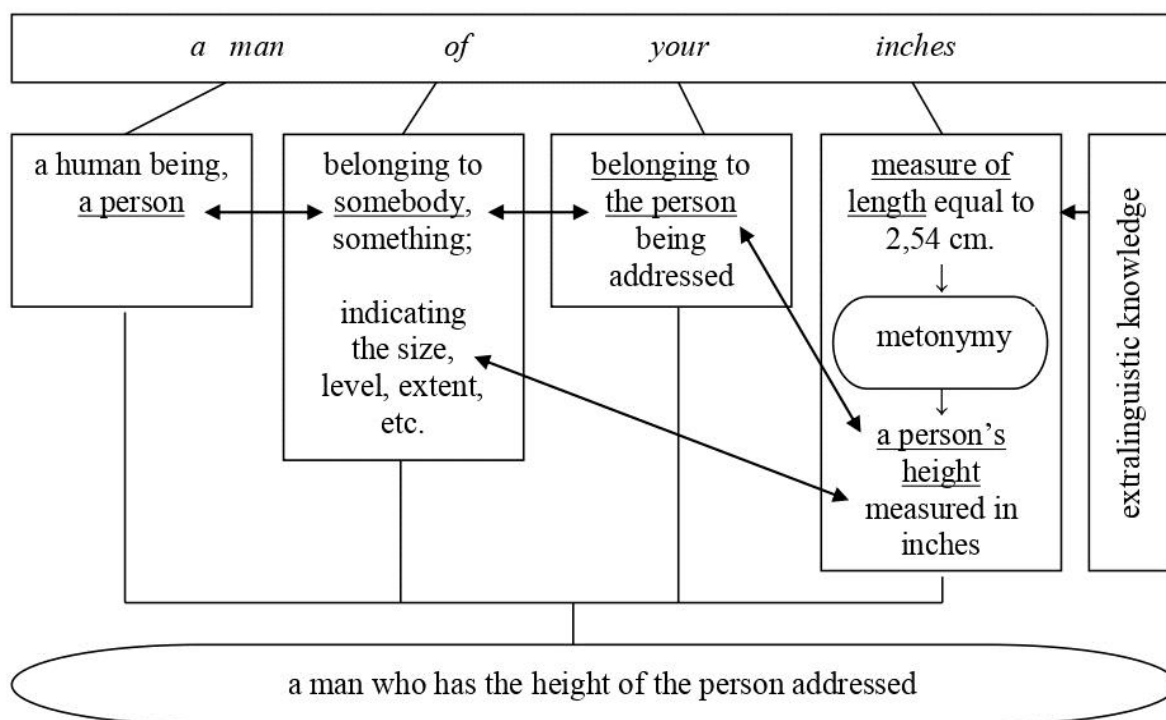 a man of your inches
a human being,
a person
belonging to
somebody,
something;
indicating
the size,
level, extent,
etc.
belonging to
the person
being
addressed
measure of
length equal to
2,54 cm.
metonymy
a person's
height
measured in
inches
extralinguistic knowledge
a man who has the height of the person addressed